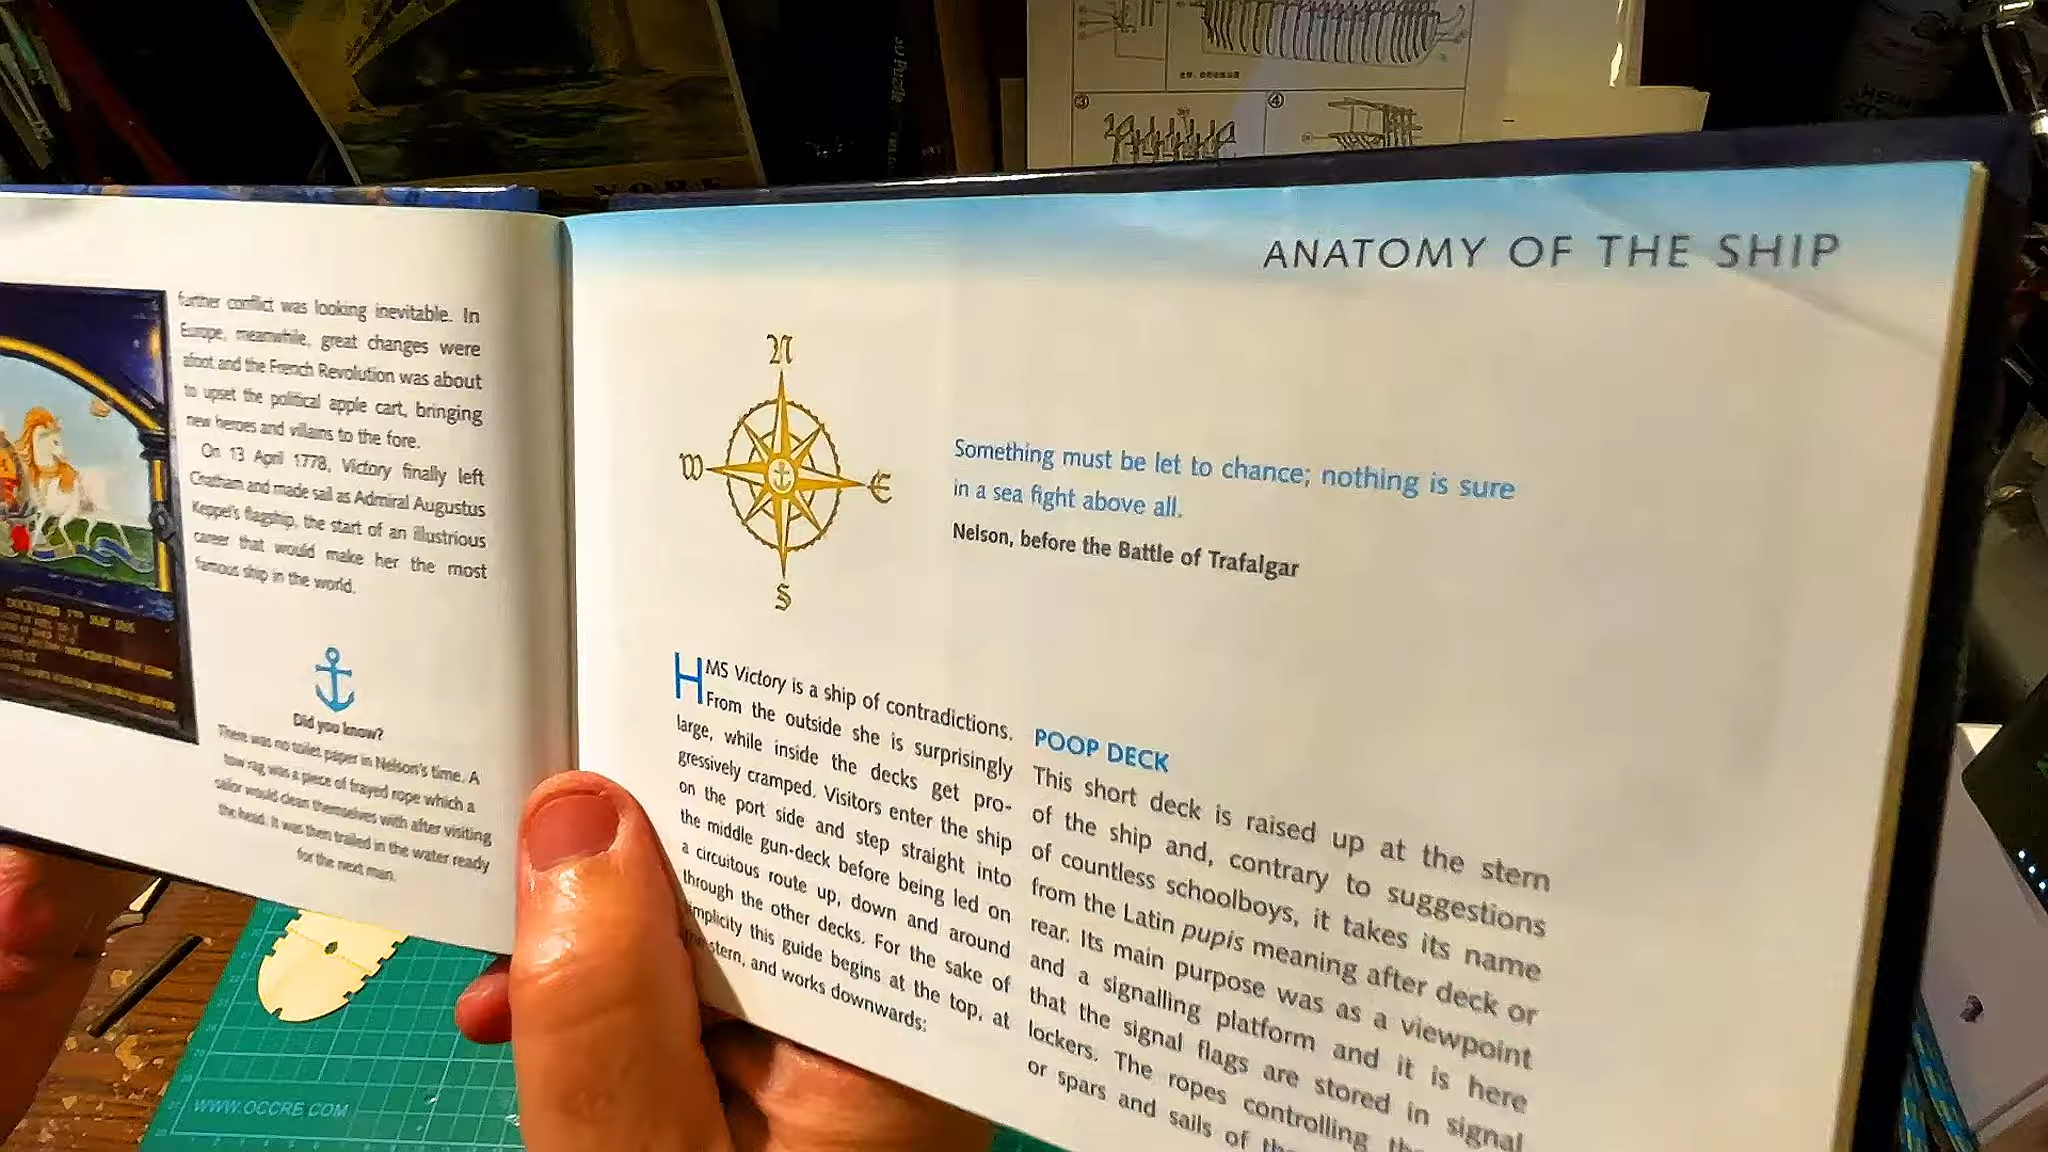 3D Puzzle
③
④
further conflict was looking inevitable. In
Europe, meanwhile, great changes were
afoot and the French Revolution was about
to upset the political apple cart, bringing
new heroes and villains to the fore.
On 13 April 1778, Victory finally left
Chatham and made sail as Admiral Augustus
Keppel's flagship, the start of an illustrious
career that would make her the most
famous ship in the world.
Did you know?
There was no toilet paper in Nelson's time. A
tow rag was a piece of frayed rope which a
sailor would clean themselves with after visiting
the head. It was then trailed in the water ready
for the next man.
ANATOMY OF THE SHIP
N
W
E
S
Something must be let to chance; nothing is sure
in a sea fight above all.
Nelson, before the Battle of Trafalgar
HMS Victory is a ship of contradictions.
From the outside she is surprisingly
large, while inside the decks get pro-
gressively cramped. Visitors enter the ship
on the port side and step straight into
the middle gun-deck before being led on
a circuitous route up, down and around
through the other decks. For the sake of
simplicity this guide begins at the top, at
stern, and works downwards:
POOP DECK
This short deck is raised up at the stern
of the ship and, contrary to suggestions
of countless schoolboys, it takes its name
from the Latin pupis meaning after deck or
rear. Its main purpose was as a viewpoint
and a signalling platform and it is here
that the signal flags are stored in signal
lockers. The ropes controlling
or spars and sails of
WWW.OCCRE.COM